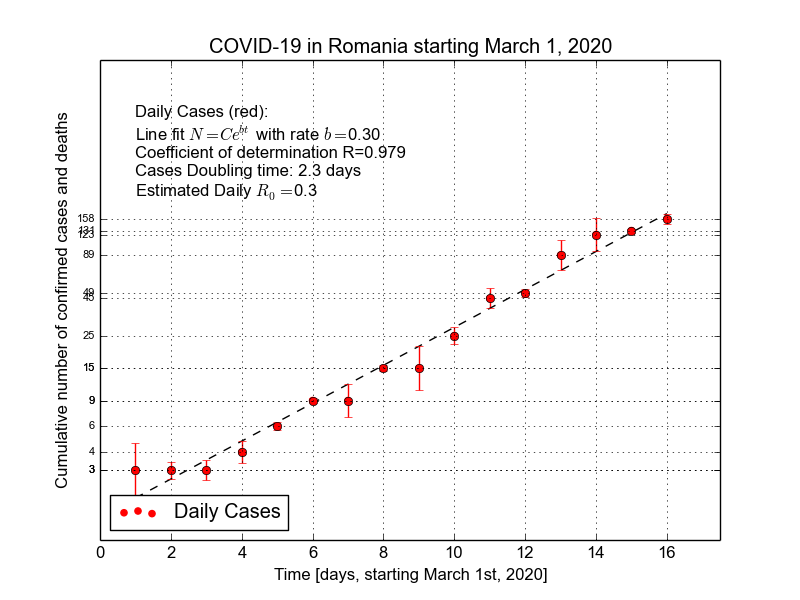 COVID-19 in Romania starting March 1, 2020
Daily Cases (red):
Line fit N=Ce^{bt} with rate b=0.30
Coefficient of determination R=0.979
Cases Doubling time: 2.3 days
Estimated Daily R_0=0.3
Cumulative number of confirmed cases and deaths
158
123
89
49
45
25
15
9
6
4
3
Daily Cases
0 2 4 6 8 10 12 14 16
Time [days, starting March 1st, 2020]